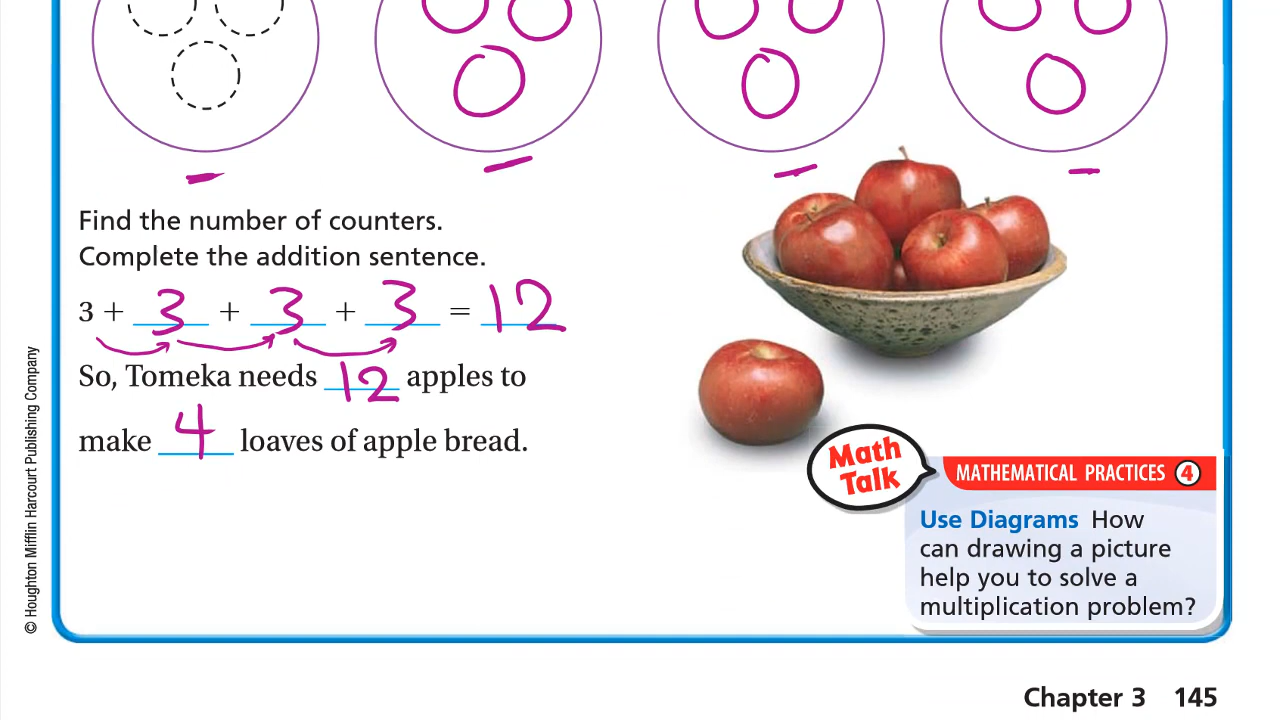 Find the number of counters.
Complete the addition sentence.
3 + 3 + 3 + 3 = 12
So, Tomeka needs 12 apples to
make 4 loaves of apple bread.
© Houghton Mifflin Harcourt Publishing Company
Math
Talk
MATHEMATICAL PRACTICES 4
Use Diagrams How
can drawing a picture
help you to solve a
multiplication problem?
Chapter 3 145